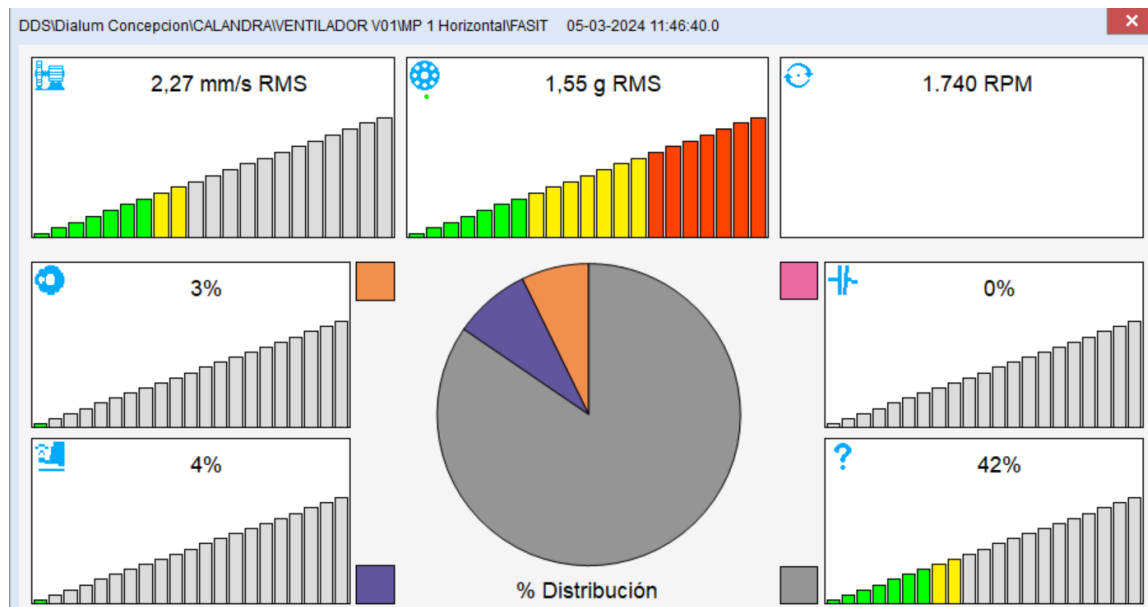 DDS\Dialum Concepcion\CALANDRA\VENTILADOR V01\MP 1 Horizontal\FASIT 05-03-2024 11:46:40.0
2,27 mm/s RMS
1,55 g RMS
1.740 RPM
3%
0%
4%
? 42%
% Distribución